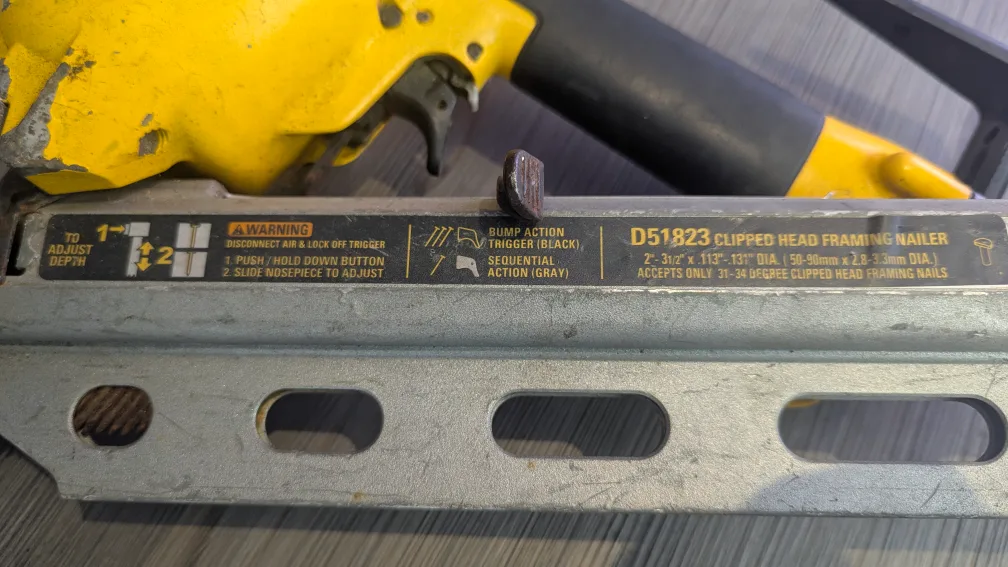 TO
ADJUST
DEPTH
1
2
WARNING
DISCONNECT AIR & LOCK OFF TRIGGER
1. PUSH / HOLD DOWN BUTTON
2. SLIDE NOSEPIECE TO ADJUST
BUMP ACTION
TRIGGER (BLACK)
SEQUENTIAL
ACTION (GRAY)
D51823 CLIPPED HEAD FRAMING NAILER
2"- 31/2" x .113"-.131" DIA. ( 50-90mm x 2.8-3.3mm DIA.)
ACCEPTS ONLY 31-34 DEGREE CLIPPED HEAD FRAMING NAILS